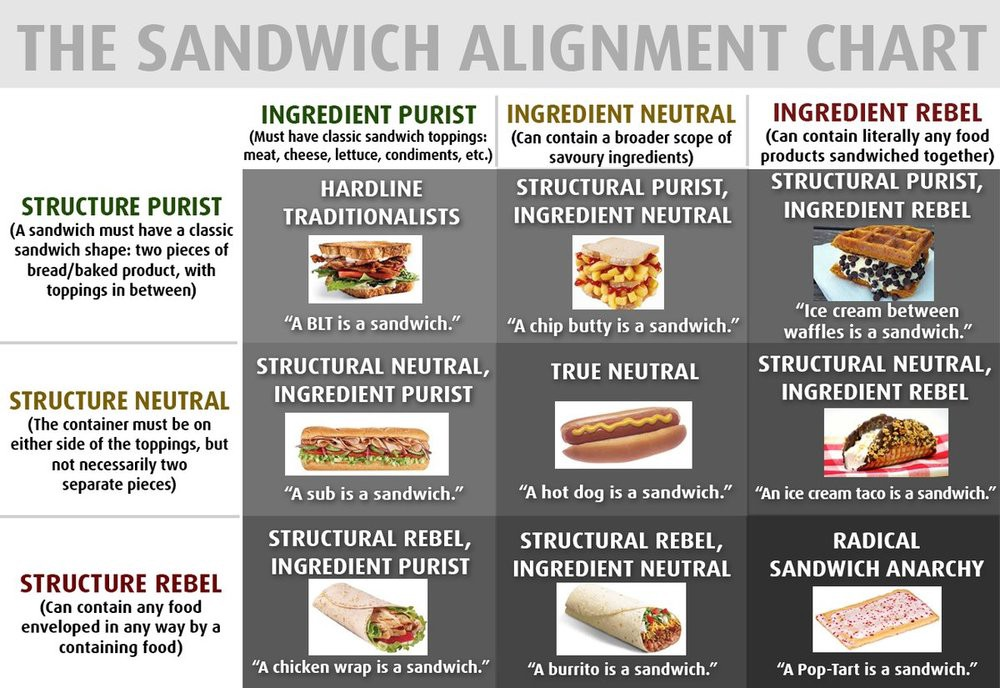 THE SANDWICH ALIGNMENT CHART
INGREDIENT PURIST
(Must have classic sandwich toppings:
meat, cheese, lettuce, condiments, etc.)
INGREDIENT NEUTRAL
(Can contain a broader scope of
savoury ingredients)
INGREDIENT REBEL
(Can contain literally any food
products sandwiched together)
STRUCTURE PURIST
(A sandwich must have a classic
sandwich shape: two pieces of
bread/baked product, with
toppings in between)
HARDLINE
TRADITIONALISTS
“A BLT is a sandwich.”
STRUCTURAL PURIST,
INGREDIENT NEUTRAL
“A chip butty is a sandwich.”
STRUCTURAL PURIST,
INGREDIENT REBEL
“Ice cream between
waffles is a sandwich.”
STRUCTURE NEUTRAL
(The container must be on
either side of the toppings, but
not necessarily two
separate pieces)
STRUCTURAL NEUTRAL,
INGREDIENT PURIST
“A sub is a sandwich.”
TRUE NEUTRAL
“A hot dog is a sandwich.”
STRUCTURAL NEUTRAL,
INGREDIENT REBEL
“An ice cream taco is a sandwich.”
STRUCTURE REBEL
(Can contain any food
enveloped in any way by a
containing food)
STRUCTURAL REBEL,
INGREDIENT PURIST
“A chicken wrap is a sandwich.”
STRUCTURAL REBEL,
INGREDIENT NEUTRAL
“A burrito is a sandwich.”
RADICAL
SANDWICH ANARCHY
“A Pop-Tart is a sandwich.”